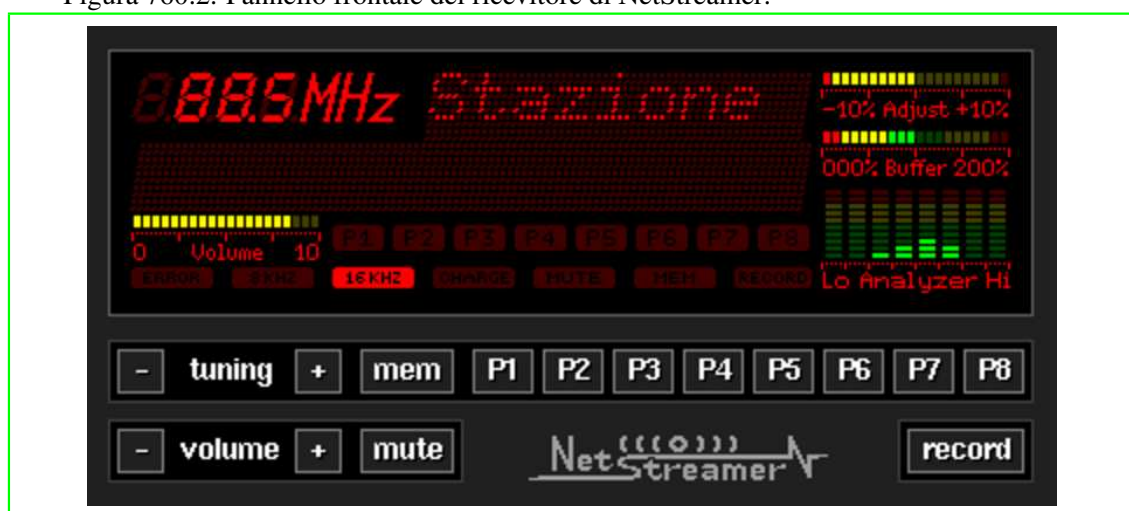 Figura 780.2. Pannello frontale del ricevitore di NetStreamer.
88.5 MHz Stazione
-10% Adjust +10%
000% Buffer 200%
0 Volume 10
P1 P2 P3 P4 P5 P6 P7 P8
ERROR 8KHZ 16KHZ CHARGE MUTE MEM RECORD
Lo Analyzer Hi
- tuning + mem P1 P2 P3 P4 P5 P6 P7 P8
- volume + mute NetStreamer record